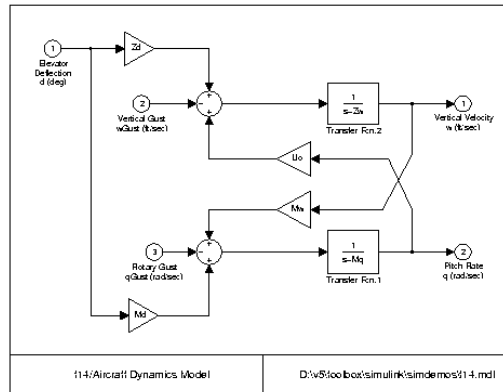 Zd
1
Elevator
Deflection
d (deg)
2
Vertical Gust
wGust (ft/sec)
1
s-Zw
Transfer Fcn.2
1
Vertical Velocity
w (ft/sec)
Uo
Mw
3
Rotary Gust
qGust (rad/sec)
1
s-Mq
Transfer Fcn.1
2
Pitch Rate
q (rad/sec)
Md
f14/Aircraft Dynamics Model
D:\v5\toolbox\simulink\simdemos\f14.mdl